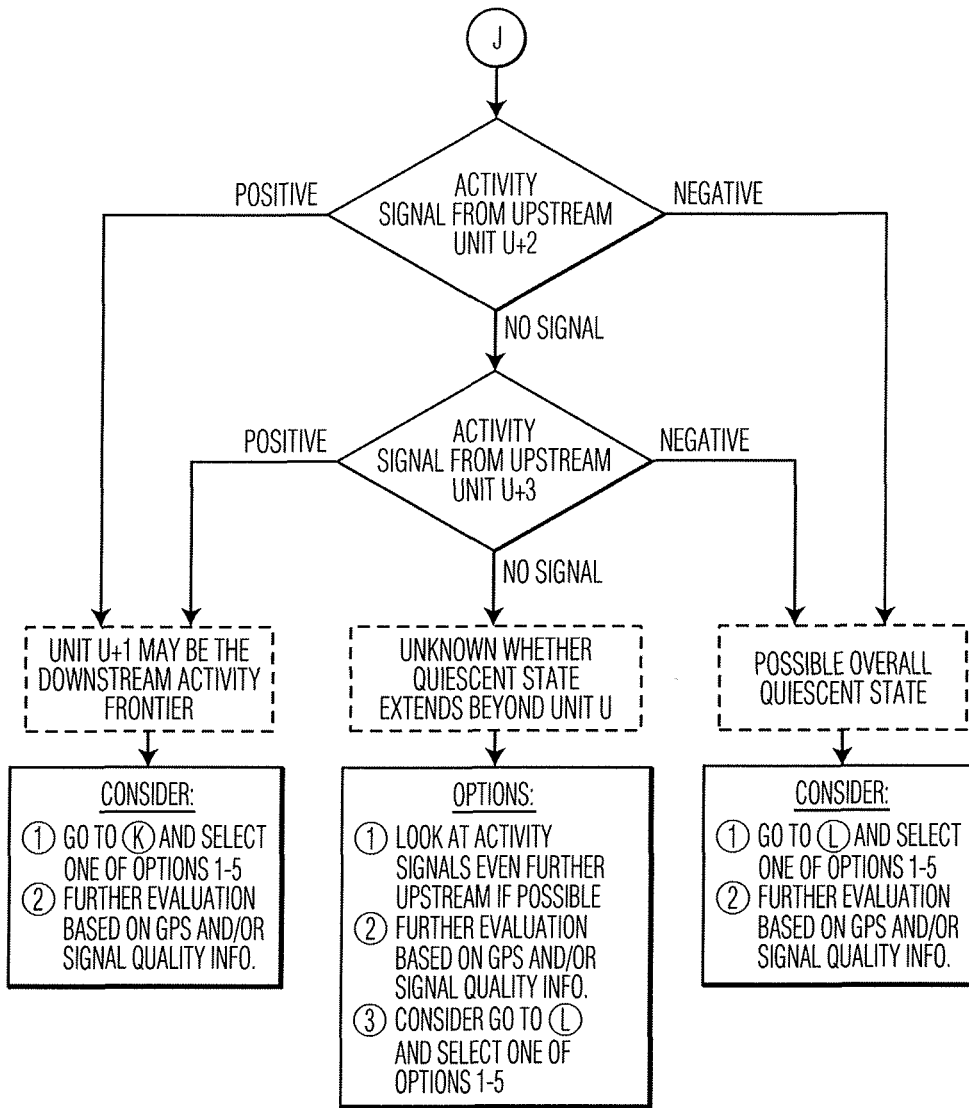 J
ACTIVITY
SIGNAL FROM UPSTREAM
UNIT U+2
POSITIVE
NEGATIVE
NO SIGNAL
ACTIVITY
SIGNAL FROM UPSTREAM
UNIT U+3
POSITIVE
NEGATIVE
NO SIGNAL
UNIT U+1 MAY BE THE
DOWNSTREAM ACTIVITY
FRONTIER
UNKNOWN WHETHER
QUIESCENT STATE
EXTENDS BEYOND UNIT U
POSSIBLE OVERALL
QUIESCENT STATE
CONSIDER:
1 GO TO K AND SELECT
ONE OF OPTIONS 1-5
2 FURTHER EVALUATION
BASED ON GPS AND/OR
SIGNAL QUALITY INFO.
OPTIONS:
1 LOOK AT ACTIVITY
SIGNALS EVEN FURTHER
UPSTREAM IF POSSIBLE
2 FURTHER EVALUATION
BASED ON GPS AND/OR
SIGNAL QUALITY INFO.
3 CONSIDER GO TO L
AND SELECT ONE OF
OPTIONS 1-5
CONSIDER:
1 GO TO L AND SELECT
ONE OF OPTIONS 1-5
2 FURTHER EVALUATION
BASED ON GPS AND/OR
SIGNAL QUALITY INFO.